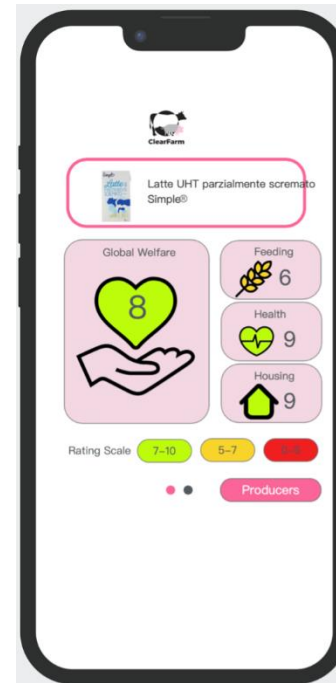 ClearFarm
Latte UHT parzialmente scremato
Simple®
Global Welfare
8
Feeding
6
Health
9
Housing
9
Rating Scale
7-10
5-7
Producers